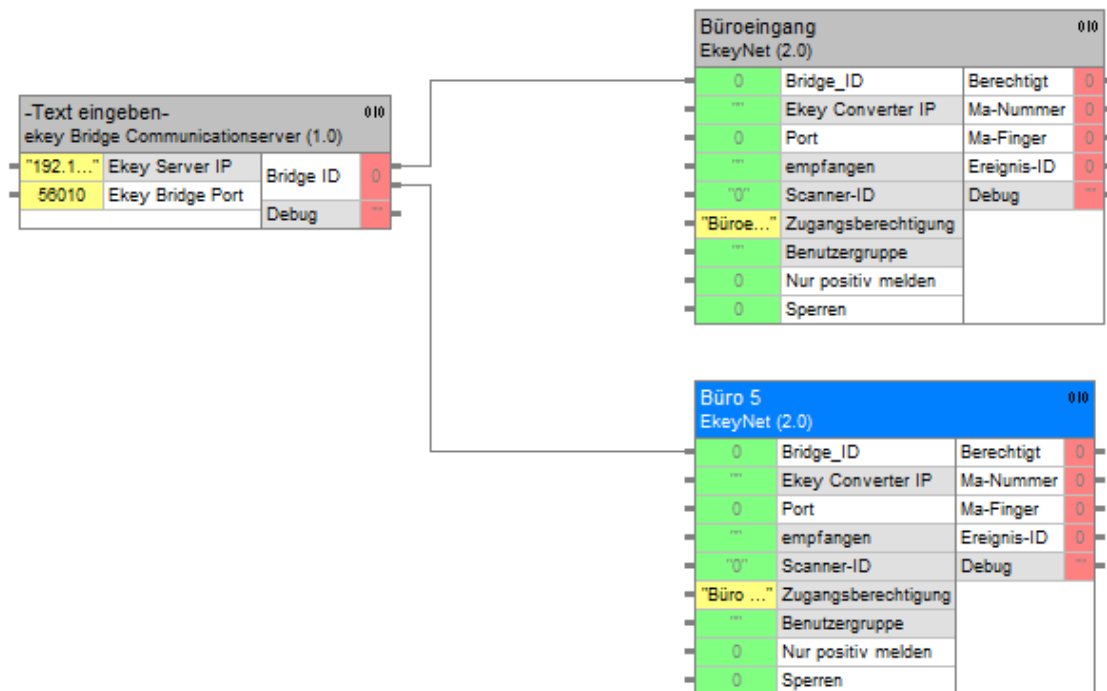 -Text eingeben-
ekey Bridge Communicationserver (1.0)
"192.1..." Ekey Server IP Bridge ID 0
56010 Ekey Bridge Port
Debug ""
Büroeingang
EkeyNet (2.0)
0 Bridge_ID Berechtigt 0
"" Ekey Converter IP Ma-Nummer 0
0 Port Ma-Finger 0
"" empfangen Ereignis-ID 0
"0" Scanner-ID Debug ""
"Büroe..." Zugangsberechtigung
"" Benutzergruppe
0 Nur positiv melden
0 Sperren
Büro 5
EkeyNet (2.0)
0 Bridge_ID Berechtigt 0
"" Ekey Converter IP Ma-Nummer 0
0 Port Ma-Finger 0
"" empfangen Ereignis-ID 0
"0" Scanner-ID Debug ""
"Büro ..." Zugangsberechtigung
"" Benutzergruppe
0 Nur positiv melden
0 Sperren